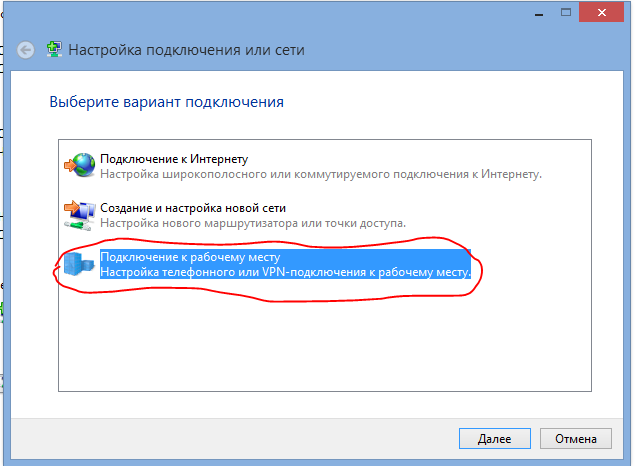 Настройка подключения или сети
Выберите вариант подключения
Подключение к Интернету
Настройка широкополосного или коммутируемого подключения к Интернету.
Создание и настройка новой сети
Настройка нового маршрутизатора или точки доступа.
Подключение к рабочему месту
Настройка телефонного или VPN-подключения к рабочему месту.
Далее
Отмена